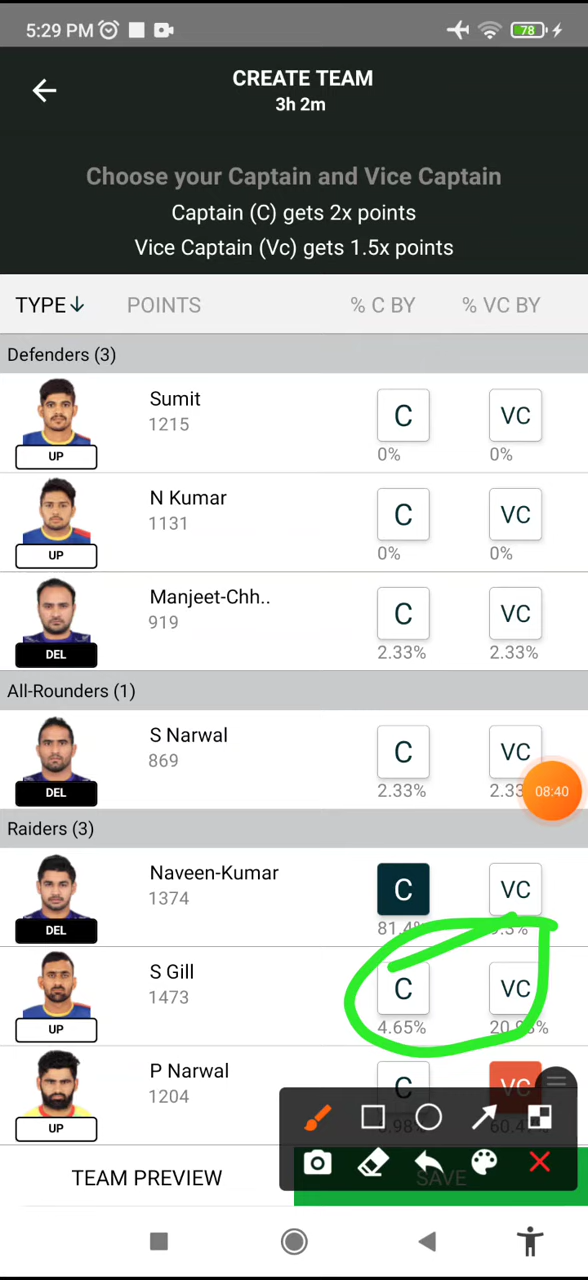 5:29 PM
78
CREATE TEAM
3h 2m
Choose your Captain and Vice Captain
Captain (C) gets 2x points
Vice Captain (Vc) gets 1.5x points
TYPE↓ POINTS % C BY % VC BY
Defenders (3)
Sumit
1215
UP
C VC
0% 0%
N Kumar
1131
UP
C VC
0% 0%
Manjeet-Chh..
919
DEL
C VC
2.33% 2.33%
All-Rounders (1)
S Narwal
869
DEL
C VC
2.33%
08:40
Raiders (3)
Naveen-Kumar
1374
DEL
C VC
S Gill
1473
UP
C VC
4.65%
P Narwal
1204
UP
C VC
TEAM PREVIEW SAVE